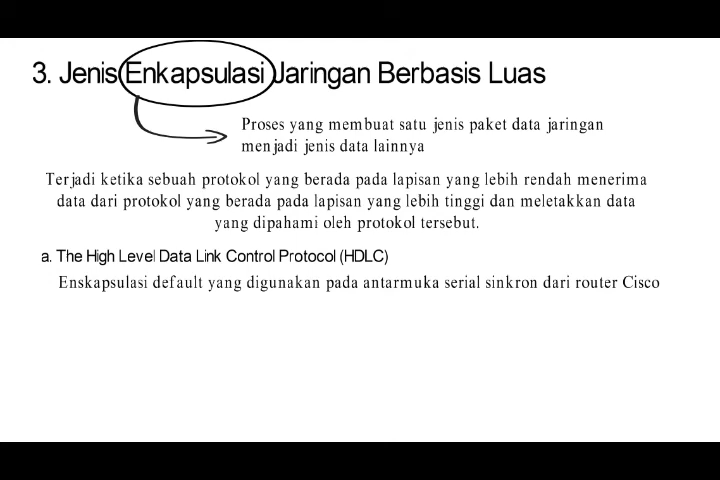 3. Jenis Enkapsulasi Jaringan Berbasis Luas
Proses yang membuat satu jenis paket data jaringan
menjadi jenis data lainnya
Terjadi ketika sebuah protokol yang berada pada lapisan yang lebih rendah menerima
data dari protokol yang berada pada lapisan yang lebih tinggi dan meletakkan data
yang dipahami oleh protokol tersebut.
a. The High Level Data Link Control Protocol (HDLC)
Enskapsulasi default yang digunakan pada antarmuka serial sinkron dari router Cisco